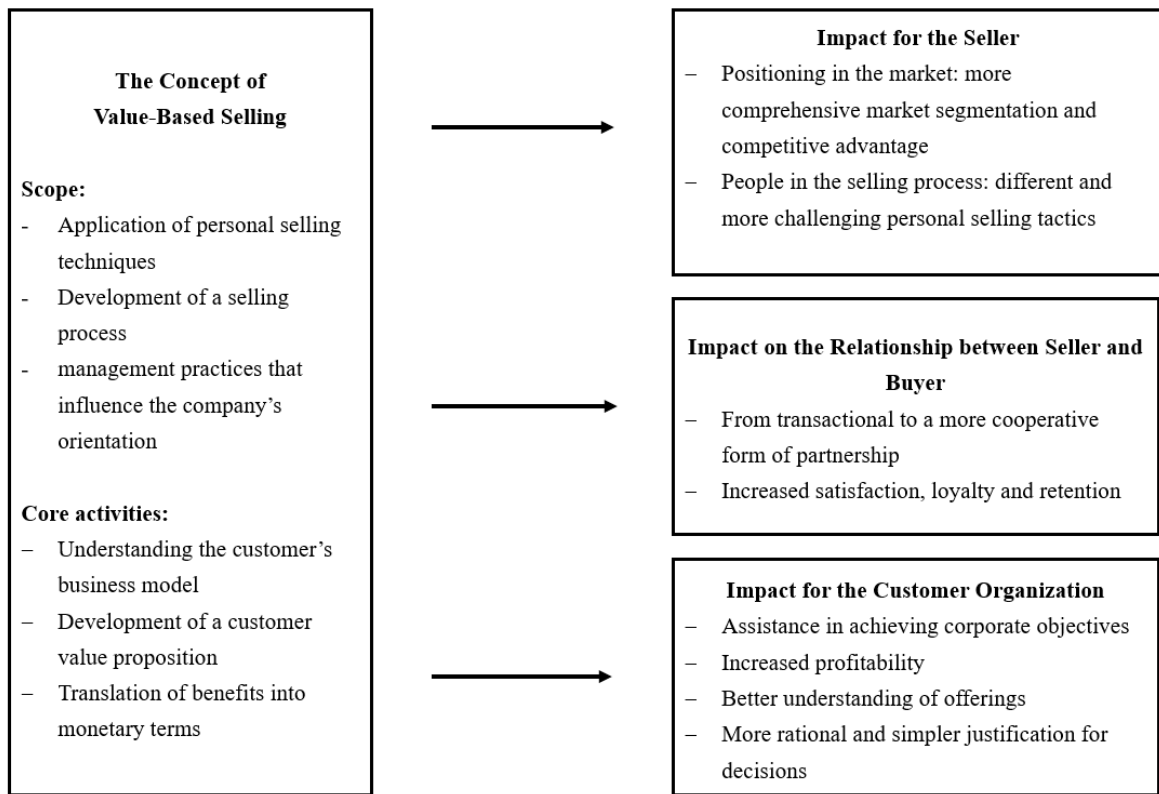 The Concept of
Value-Based Selling
Scope:
- Application of personal selling
techniques
- Development of a selling
process
- management practices that
influence the company’s
orientation
Core activities:
– Understanding the customer’s
business model
– Development of a customer
value proposition
– Translation of benefits into
monetary terms
Impact for the Seller
– Positioning in the market: more
comprehensive market segmentation and
competitive advantage
– People in the selling process: different and
more challenging personal selling tactics
Impact on the Relationship between Seller and
Buyer
– From transactional to a more cooperative
form of partnership
– Increased satisfaction, loyalty and retention
Impact for the Customer Organization
– Assistance in achieving corporate objectives
– Increased profitability
– Better understanding of offerings
– More rational and simpler justification for
decisions